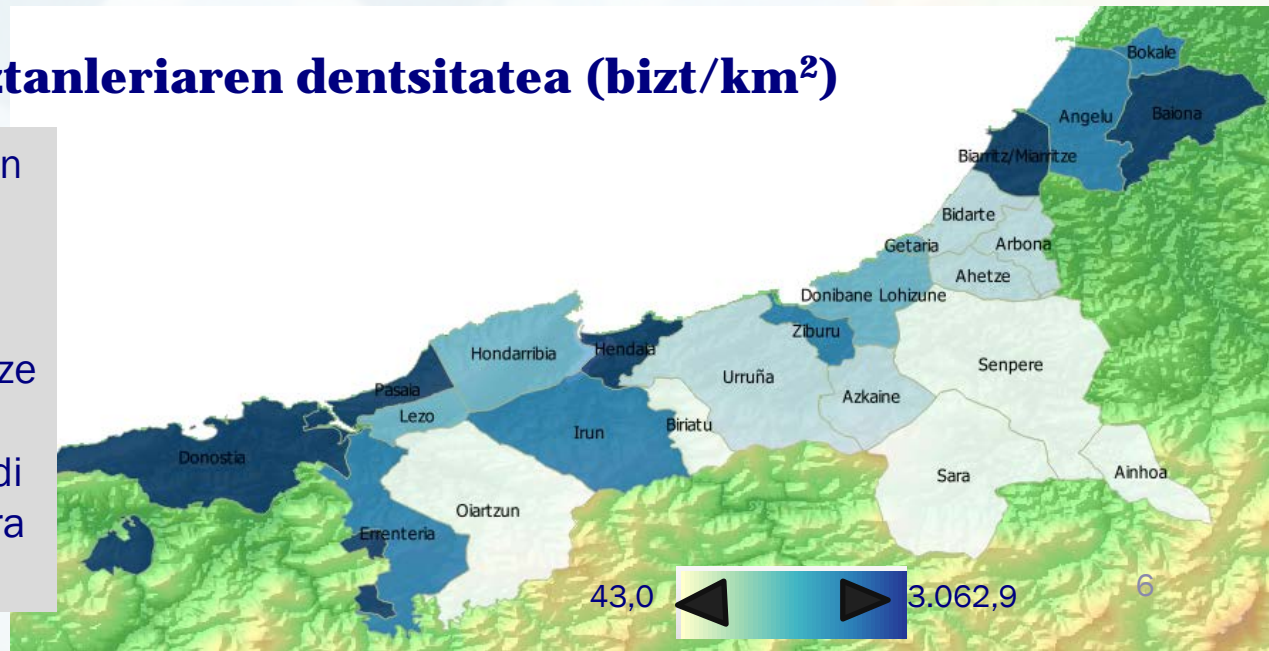 ztanleriaren dentsitatea (bizt/km²)
n
ze
di
ra
Bokale
Angelu
Baiona
Biarritz/Miarritze
Bidarte
Getaria
Arbona
Ahetze
Donibane Lohizune
Ziburu
Hondarribia
Hendaia
Senpere
Urruña
Pasaia
Azkaine
Lezo
Biriatu
Irun
Donostia
Sara
Ainhoa
Oiartzun
Errenteria
43,0
3.062,9
6